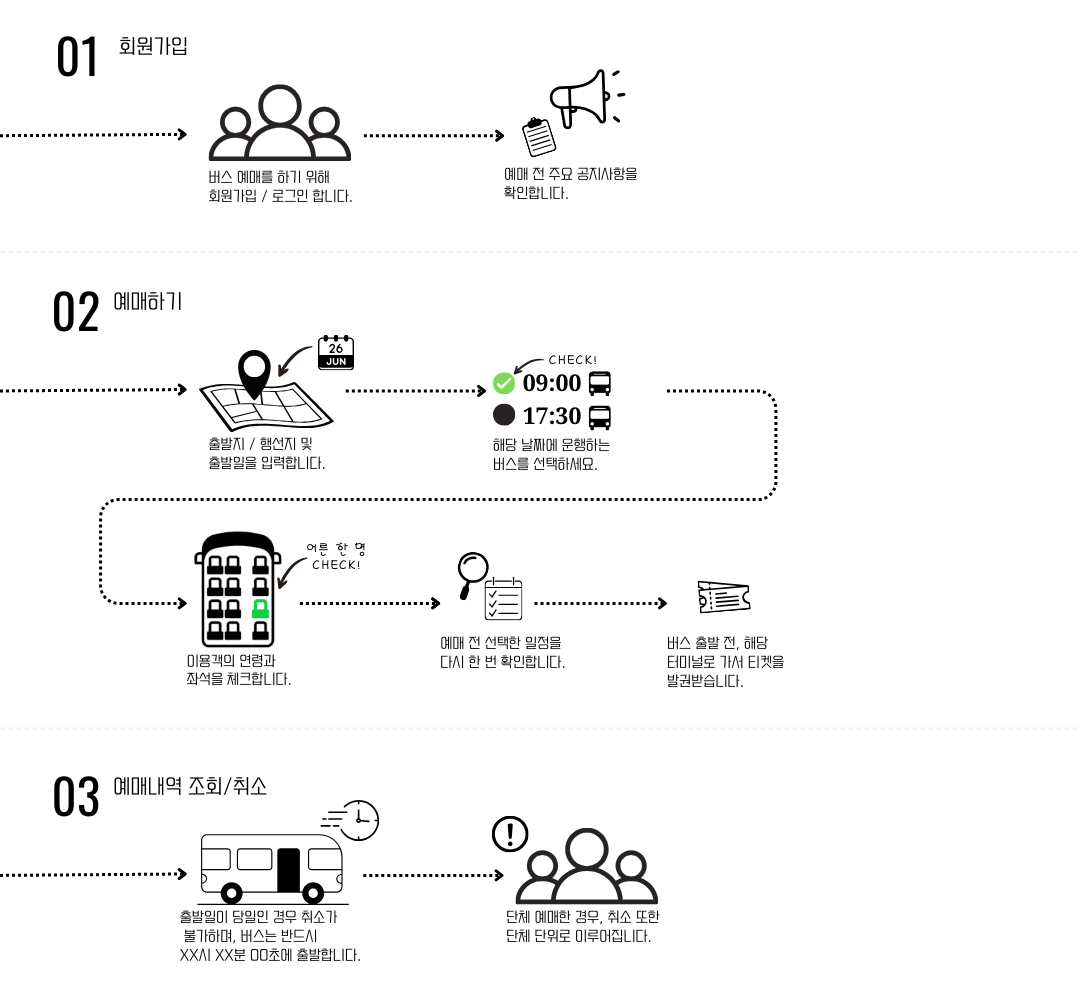 01 회원가입
버스 예매를 하기 위해
회원가입 / 로그인 합니다.
예매 전 주요 공지사항을
확인합니다.
02 예매하기
26
JUN
출발지 / 행선지 및
출발일을 입력합니다.
CHECK!
09:00
17:30
해당 날짜에 운행하는
버스를 선택하세요.
어른 한 명
CHECK!
이용객의 연령과
좌석을 체크합니다.
예매 전 선택한 일정을
다시 한 번 확인합니다.
버스 출발 전, 해당
터미널로 가서 티켓을
발권받습니다.
03 예매내역 조회/취소
출발일이 당일인 경우 취소가
불가하며, 버스는 반드시
XX시 XX분 00초에 출발합니다.
단체 예매한 경우, 취소 또한
단체 단위로 이루어집니다.